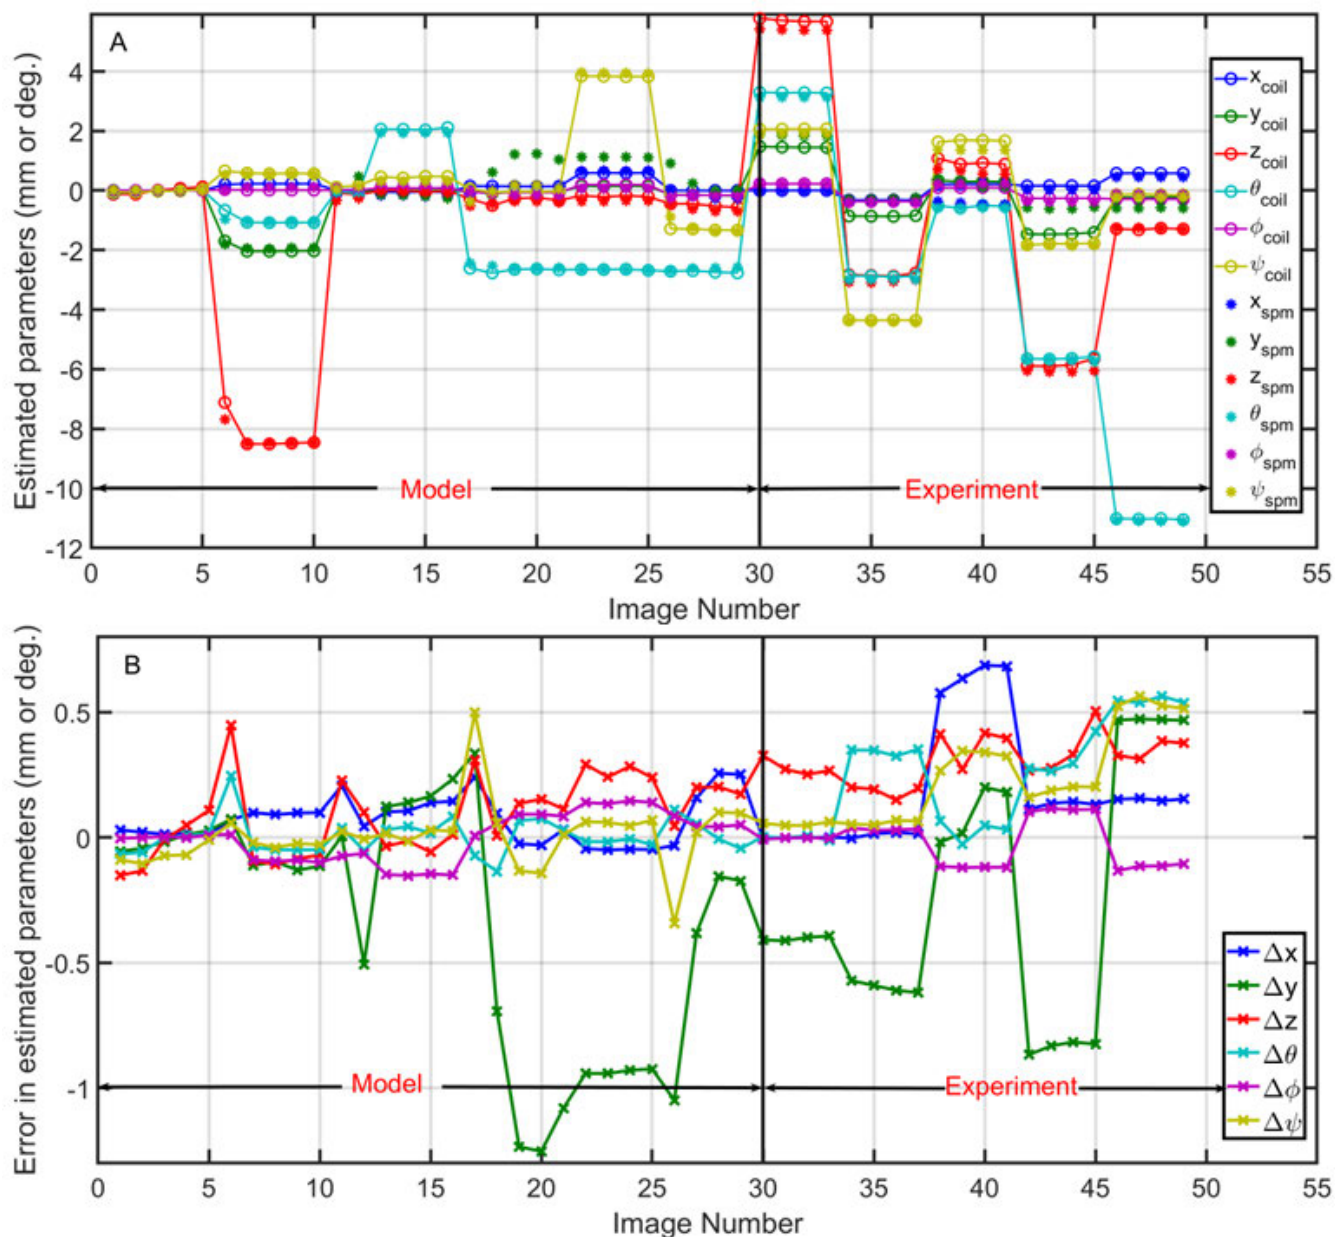 A
Estimated parameters (mm or deg.)
4
2
0
-2
-4
-6
-8
-10
-12
x_coil
y_coil
z_coil
θ_coil
ϕ_coil
ψ_coil
x_spm
y_spm
z_spm
θ_spm
ϕ_spm
ψ_spm
Model
Experiment
0 5 10 15 20 25 30 35 40 45 50 55
Image Number
B
Error in estimated parameters (mm or deg.)
0.5
0
-0.5
-1
Δx
Δy
Δz
Δθ
Δϕ
Δψ
Model
Experiment
0 5 10 15 20 25 30 35 40 45 50 55
Image Number